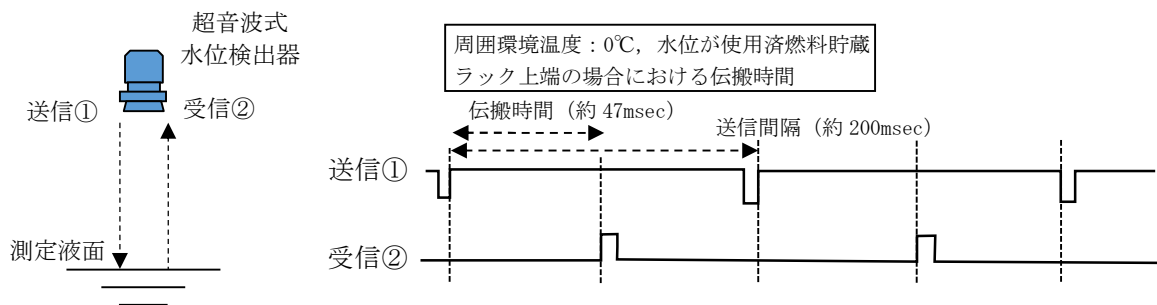 超音波式
水位検出器
送信①
受信②
測定液面
周囲環境温度：0℃，水位が使用済燃料貯蔵
ラック上端の場合における伝搬時間
伝搬時間（約 47msec）
送信間隔（約 200msec）
送信①
受信②